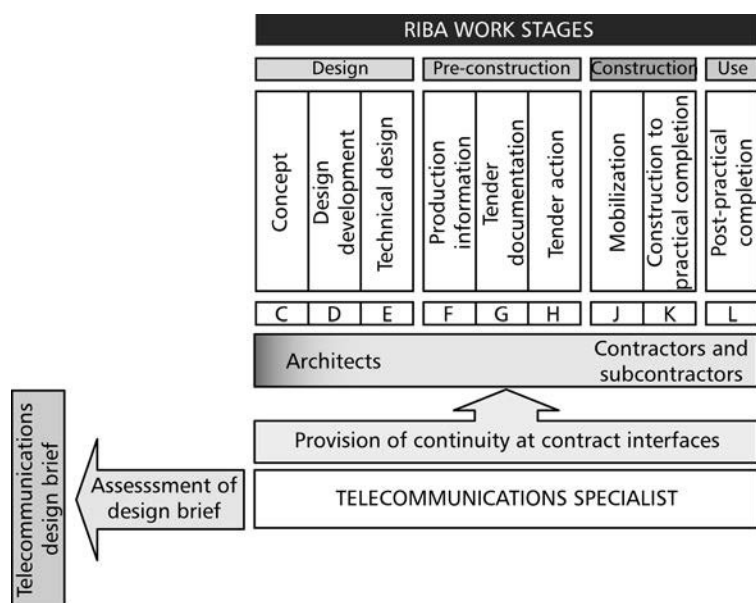 RIBA WORK STAGES
Design
Pre-construction
Construction
Use
Concept
Design
development
Technical design
Production
information
Tender
documentation
Tender action
Mobilization
Construction to
practical completion
Post-practical
completion
C
D
E
F
G
H
J
K
L
Architects
Contractors and
subcontractors
Provision of continuity at contract interfaces
TELECOMMUNICATIONS SPECIALIST
Assesssment of
design brief
Telecommunications
design brief